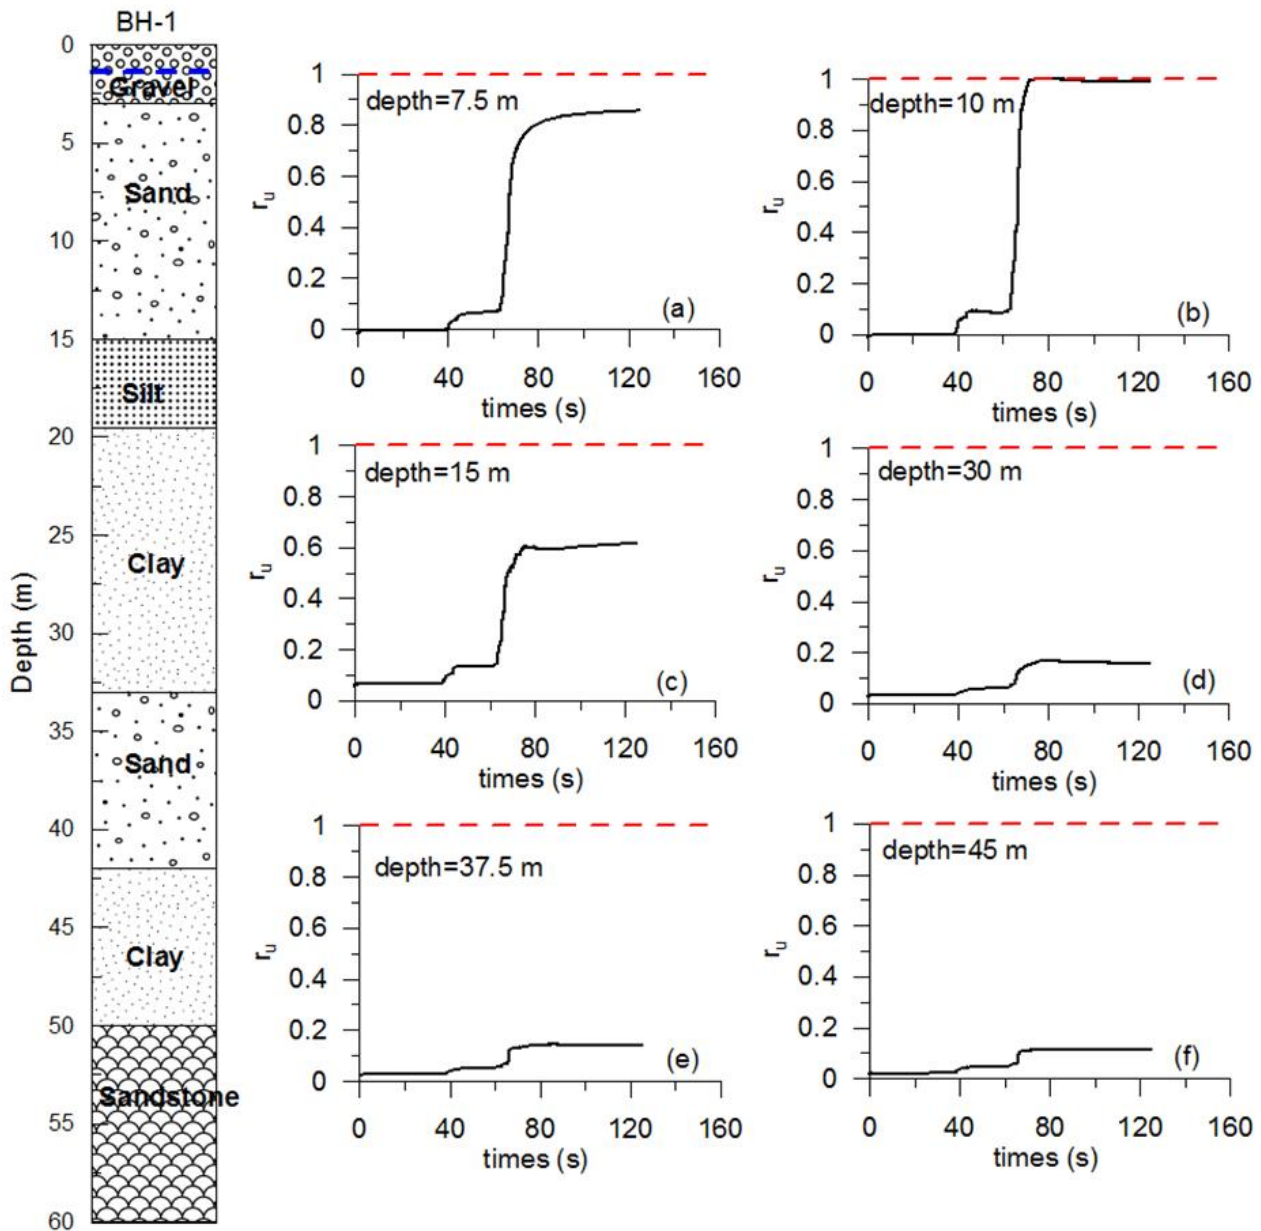 BH-1
0
5
10
15
20
25
30
35
40
45
50
55
60
Depth (m)
Gravel
Sand
Silt
Clay
Sand
Clay
Sandstone
1
0.8
0.6
0.4
0.2
0
r_u
depth=7.5 m
(a)
0 40 80 120 160
times (s)
1
0.8
0.6
0.4
0.2
0
r_u
depth=10 m
(b)
0 40 80 120 160
times (s)
1
0.8
0.6
0.4
0.2
0
r_u
depth=15 m
(c)
0 40 80 120 160
times (s)
1
0.8
0.6
0.4
0.2
0
r_u
depth=30 m
(d)
0 40 80 120 160
times (s)
1
0.8
0.6
0.4
0.2
0
r_u
depth=37.5 m
(e)
0 40 80 120 160
times (s)
1
0.8
0.6
0.4
0.2
0
r_u
depth=45 m
(f)
0 40 80 120 160
times (s)